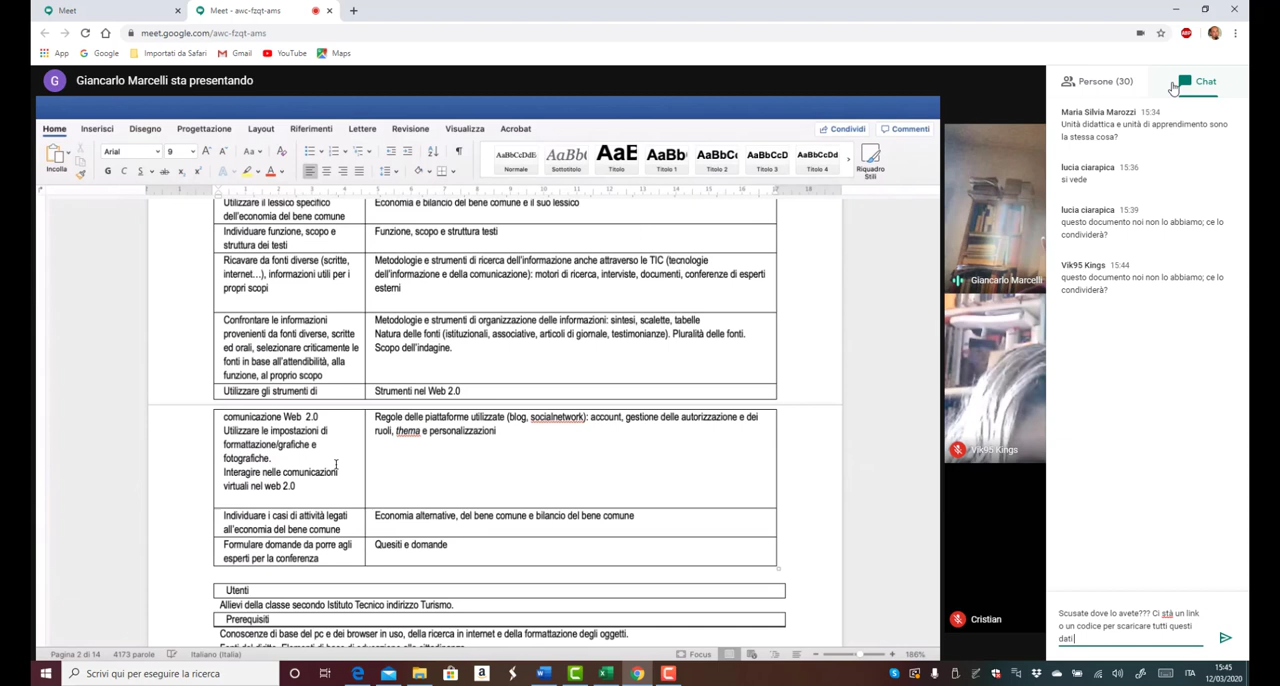 Meet
Meet - awc-fzqt-ams
meet.google.com/awc-fzqt-ams
App
Google
Importati da Safari
Gmail
YouTube
Maps
G
Giancarlo Marcelli sta presentando
Home
Inserisci
Disegno
Progettazione
Layout
Riferimenti
Lettere
Revisione
Visualizza
Acrobat
Condividi
Commenti
Incolla
Arial
9
AaBbCcDdE
Normale
AaBbC
Sottotitolo
AaE
Titolo
AaBb(
Titolo 1
AaBbCc
Titolo 2
AaBbCcD
Titolo 3
AaBbCcDd
Titolo 4
Riquadro
Stili
Utilizzare il lessico specifico
dell'economia del bene comune
Economia e bilancio del bene comune e il suo lessico
Individuare funzione, scopo e
struttura dei testi
Funzione, scopo e struttura testi
Ricavare da fonti diverse (scritte,
internet…), informazioni utili per i
propri scopi
Metodologie e strumenti di ricerca dell'informazione anche attraverso le TIC (tecnologie
dell'informazione e della comunicazione): motori di ricerca, interviste, documenti, conferenze di esperti
esterni
Confrontare le informazioni
provenienti da fonti diverse, scritte
ed orali, selezionare criticamente le
fonti in base all'attendibilità, alla
funzione, al proprio scopo
Metodologie e strumenti di organizzazione delle informazioni: sintesi, scalette, tabelle
Natura delle fonti (istituzionali, associative, articoli di giornale, testimonianze). Pluralità delle fonti.
Scopo dell'indagine.
Utilizzare gli strumenti di
Strumenti nel Web 2.0
comunicazione Web 2.0
Utilizzare le impostazioni di
formattazione/grafiche e
fotografiche.
Interagire nelle comunicazioni
virtuali nel web 2.0
Regole delle piattaforme utilizzate (blog, socialnetwork): account, gestione delle autorizzazione e dei
ruoli, thema e personalizzazioni
Individuare i casi di attività legati
all'economia del bene comune
Economia alternative, del bene comune e bilancio del bene comune
Formulare domande da porre agli
esperti per la conferenza
Quesiti e domande
Utenti
Allievi della classe secondo Istituto Tecnico indirizzo Turismo.
Prerequisiti
Conoscenze di base del pc e dei browser in uso, della ricerca in internet e della formattazione degli oggetti.
Pagina 2 di 14
4173 parole
Italiano (Italia)
Focus
186%
Giancarlo Marcelli
Vik95 Kings
Cristian
Persone (30)
Chat
Maria Silvia Marozzi 15:34
Unità didattica e unità di apprendimento sono
la stessa cosa?
lucia ciarapica 15:36
si vede
lucia ciarapica 15:39
questo documento noi non lo abbiamo; ce lo
condividerà?
Vik95 Kings 15:44
questo documento noi non lo abbiamo; ce lo
condividerà?
Scusate dove lo avete??? Ci stà un link
o un codice per scaricare tutti questi
dati
Scrivi qui per eseguire la ricerca
ITA
15:45
12/03/2020